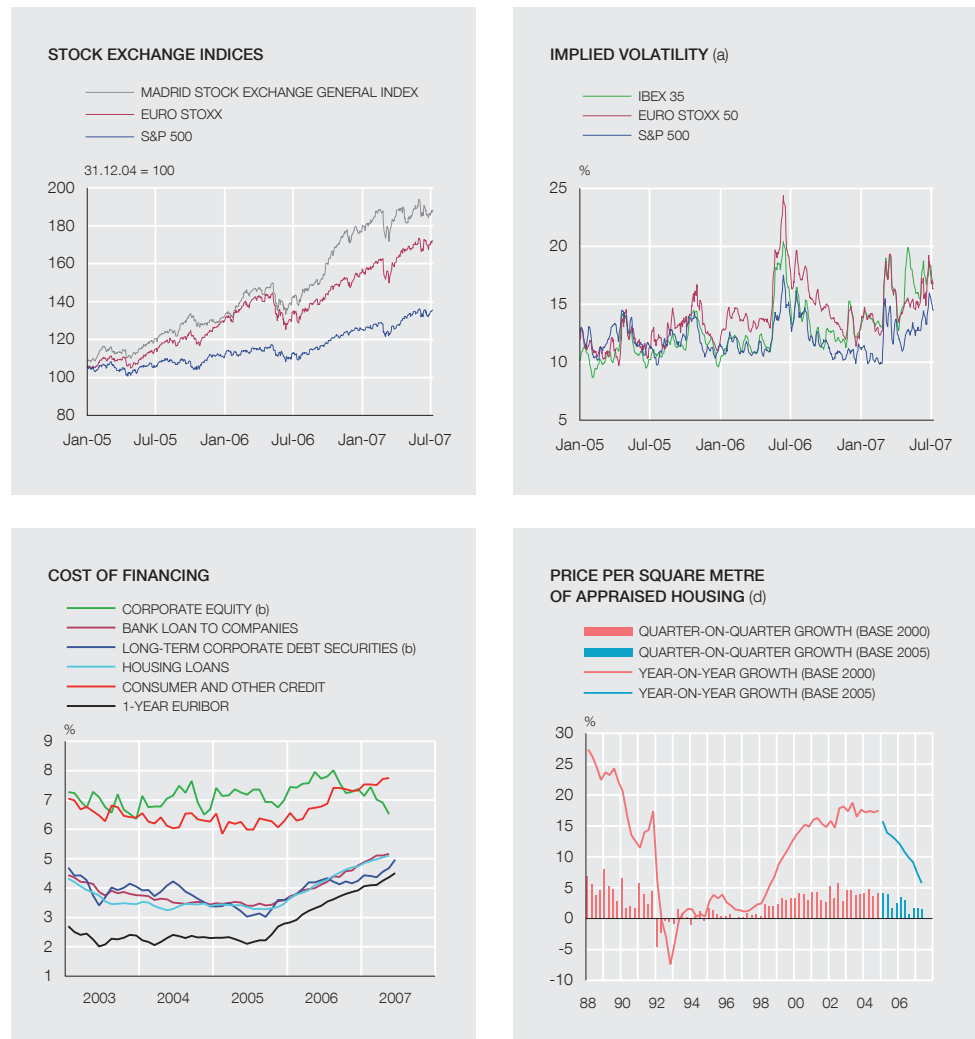 STOCK EXCHANGE INDICES
MADRID STOCK EXCHANGE GENERAL INDEX
EURO STOXX
S&P 500
31.12.04 = 100
200
180
160
140
120
100
80
Jan-05 Jul-05 Jan-06 Jul-06 Jan-07 Jul-07
IMPLIED VOLATILITY (a)
IBEX 35
EURO STOXX 50
S&P 500
%
25
20
15
10
5
Jan-05 Jul-05 Jan-06 Jul-06 Jan-07 Jul-07
COST OF FINANCING
CORPORATE EQUITY (b)
BANK LOAN TO COMPANIES
LONG-TERM CORPORATE DEBT SECURITIES (b)
HOUSING LOANS
CONSUMER AND OTHER CREDIT
1-YEAR EURIBOR
%
9
8
7
6
5
4
3
2
1
2003 2004 2005 2006 2007
PRICE PER SQUARE METRE
OF APPRAISED HOUSING (d)
QUARTER-ON-QUARTER GROWTH (BASE 2000)
QUARTER-ON-QUARTER GROWTH (BASE 2005)
YEAR-ON-YEAR GROWTH (BASE 2000)
YEAR-ON-YEAR GROWTH (BASE 2005)
%
30
25
20
15
10
5
0
-5
-10
88 90 92 94 96 98 00 02 04 06